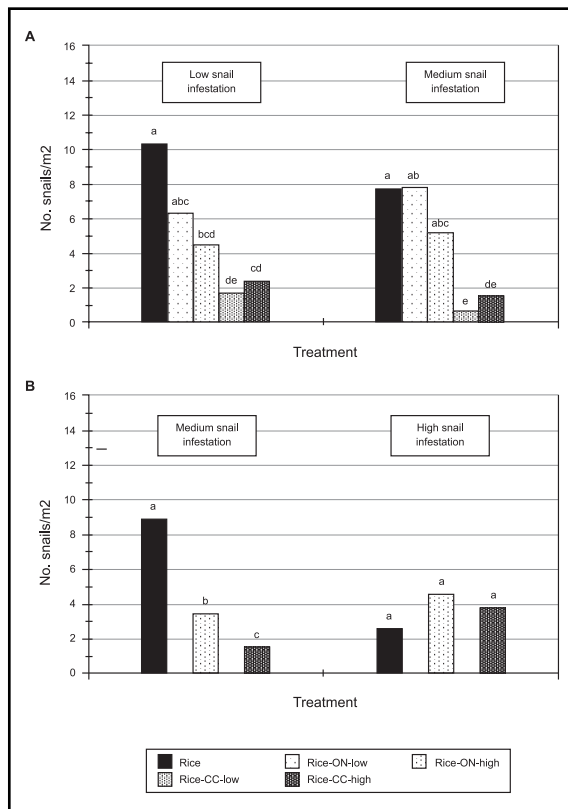 A
16
14
12
10
8
6
4
2
0
No. snails/m2
Low snail
infestation
Medium snail
infestation
a
abc
bcd
de
cd
a
ab
abc
e
de
Treatment
B
16
14
12
10
8
6
4
2
0
No. snails/m2
Medium snail
infestation
High snail
infestation
a
b
c
a
a
a
Treatment
Rice
Rice-ON-low
Rice-ON-high
Rice-CC-low
Rice-CC-high